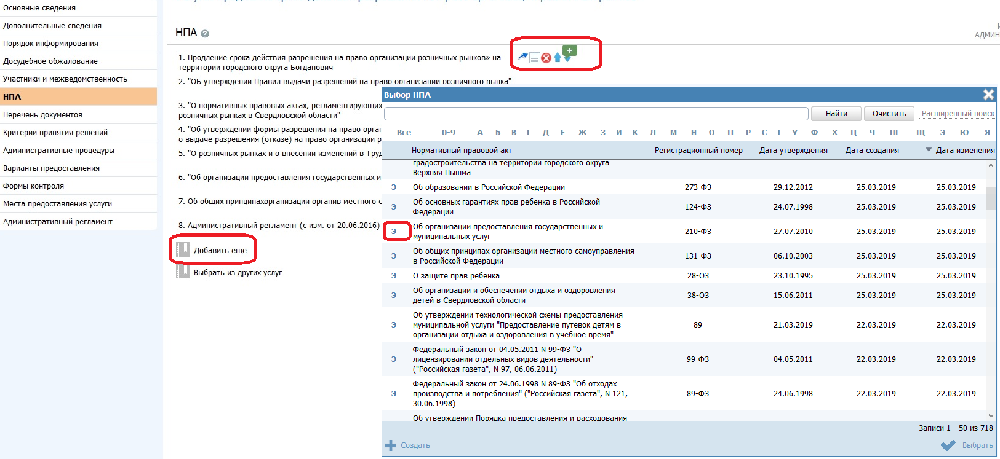 Основные сведения
Дополнительные сведения
Порядок информирования
Досудебное обжалование
Участники и межведомственность
НПА
Перечень документов
Критерии принятия решений
Административные процедуры
Варианты предоставления
Формы контроля
Места предоставления услуги
Административный регламент
НПА ?
АДМИН
1. Продление срока действия разрешения на право организации розничных рынков» на
территории городского округа Богданович
2. "ОБ утверждении Правил выдачи разрешений на право организации розничного рынка"
3. "О нормативных правовых актах, регламентирующих
розничных рынках в Свердловской области"
4. "Об утверждении формы разрешения на право орган
о выдаче разрешения (отказе) на право организации р
5. "О розничных рынках и о внесении изменений в Труд
6. "Об организации предоставления государственных и
7. Об общих принципахорганизации органив местного с
8. Административный регламент (с изм. от 20.06.2016)
Добавить еще
Выбрать из других услуг
Выбор НПА
Найти Очистить Расширенный поиск
Все 0-9 А Б В Г Д Е Ж З И К Л М Н О П Р С Т У Ф Х Ц Ч Ш Щ Э Ю Я
Нормативный правовой акт Регистрационный номер Дата утверждения Дата создания Дата изменения
градостроительства на территории городского округа
Верхняя Пышма
Э Об образовании в Российской Федерации 273-ФЗ 29.12.2012 25.03.2019 25.03.2019
Об основных гарантиях прав ребенка в Российской
Э Федерации 124-ФЗ 24.07.1998 25.03.2019 25.03.2019
Об организации предоставления государственных и
Э муниципальных услуг 210-ФЗ 27.07.2010 25.03.2019 25.03.2019
Об общих принципах организации местного самоуправления
Э в Российской Федерации 131-ФЗ 06.10.2003 25.03.2019 25.03.2019
Э О защите прав ребенка 28-ОЗ 23.10.1995 25.03.2019 25.03.2019
Об организации и обеспечении отдыха и оздоровления
Э детей в Свердловской области 38-ОЗ 15.06.2011 25.03.2019 25.03.2019
Об утверждении технологической схемы предоставления
Э муниципальной услуги "Предоставление путевок детям в 89 21.03.2019 22.03.2019 22.03.2019
организации отдыха и оздоровления в учебное время"
Федеральный закон от 04.05.2011 N 99-ФЗ "О
Э лицензировании отдельных видов деятельности" 99-ФЗ 04.05.2011 22.03.2019 22.03.2019
("Российская газета", N 97, 06.06.2011)
Федеральный закон от 24.06.1998 N 89-ФЗ "Об отходах
Э производства и потребления" ("Российская газета", N 121, 89-ФЗ 24.06.1998 22.03.2019 22.03.2019
30.06.1998)
Об утверждении Порядка предоставления и расходования
Записи 1 - 50 из 718
Создать Выбрать